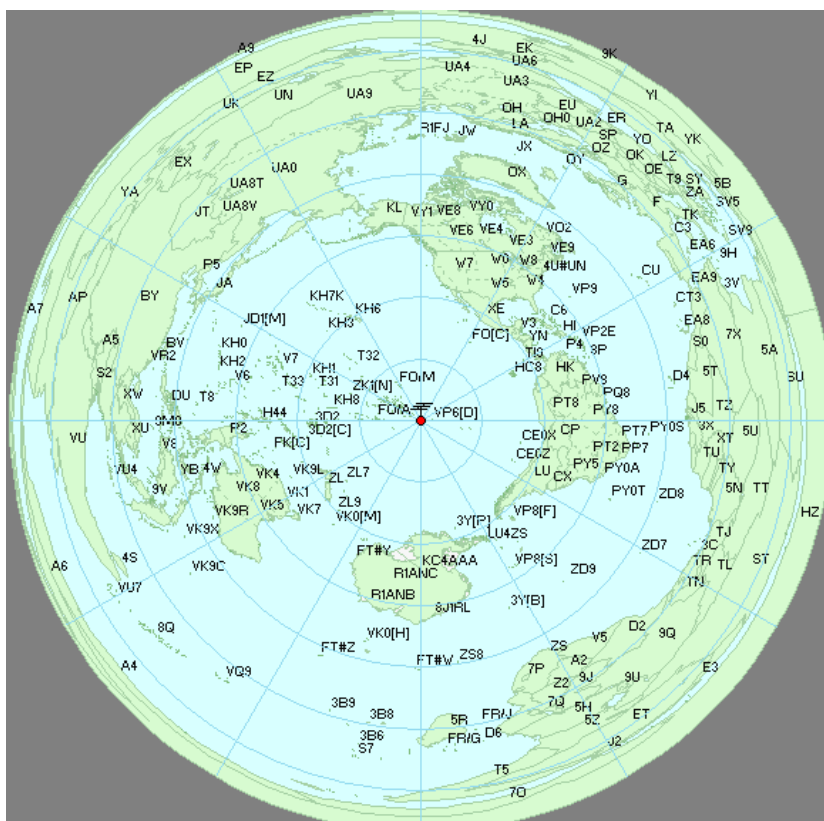 4J
A9
EK
9K
UA6
EP
UA4
EZ
UA3
UN
UA9
YI
UK
OH
EU
OH0
LA
UA2
ER
TA
R1FJ
JW
SP
YO
YK
JX
OZ
EX
OY
OK
LZ
UA0
OX
OE
T9
SY
5B
UA8T
G
YA
ZA
F
SV5
JT
UA8V
KL
VY1
VE8
VY0
TK
VE6
VE4
VO2
C3
SV9
VE3
VE9
EA6
9H
P5
W7
W0
W8
4U#UN
CU
JA
W5
W4
EA9
3V
A7
AP
BY
KH7K
VP9
CT3
KH6
XE
C6
JD1[M]
KH3
V3
HI
EA8
7X
FO[C]
YN
VP2E
A5
BV
KH0
P4
3P
S0
5A
VR2
V7
T32
TI9
S2
KH2
KH1
HC8
HK
V6
T33
T31
FO/M
D4
5T
SU
XW
DU
T8
ZK1[N]
PV9
KH8
PT8
PQ8
H44
FO/A
VP6[D]
PY8
J5
TZ
9M8
3D2
XU
P2
3D2[C]
CE0X
CP
PT7
PY0S
3X
5U
VU
V8
FK[C]
PT2
PP7
XT
CE0Z
TU
VU4
YB
4W
VK9L
ZL7
LU
PY5
PY0A
TY
VK4
ZL
CX
9V
VK8
VK1
PY0T
ZD8
5N
TT
VK9R
VK5
VK7
ZL9
VP8[F]
HZ
VK9X
VK0[M]
3Y[P]
LU4ZS
TJ
ZD7
3C
4S
FT#Y
KC4AAA
VP8[S]
TR
TL
ST
A6
VK9C
R1ANC
ZD9
TN
VU7
R1ANB
8J1RL
3Y[B]
8Q
VK0[H]
D2
V5
9Q
FT#Z
ZS
A4
VQ9
FT#W
ZS8
7P
A2
E3
Z2
9J
9U
3B9
7Q
5H
3B8
5R
FR/J
5Z
ET
3B6
FR/G
D6
S7
J2
T5
7O